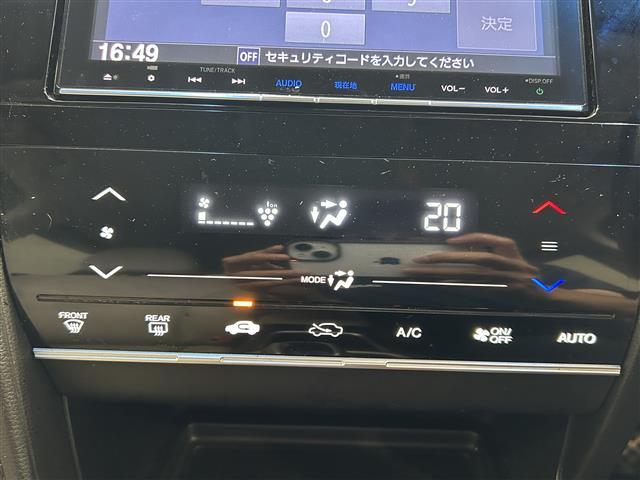 決定
0
16:49 OFF セキュリティコードを入力してください
TUNE/TRACK
AUDIO 現在地 MENU VOL− VOL+ DISP.OFF
ion
20
MODE
FRONT REAR A/C ON/OFF AUTO